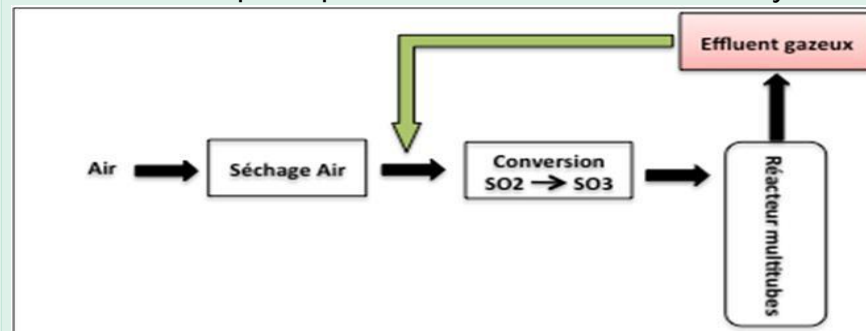 Effluent gazeux
Air
Séchage Air
Conversion
SO2 → SO3
Réacteur multitubes